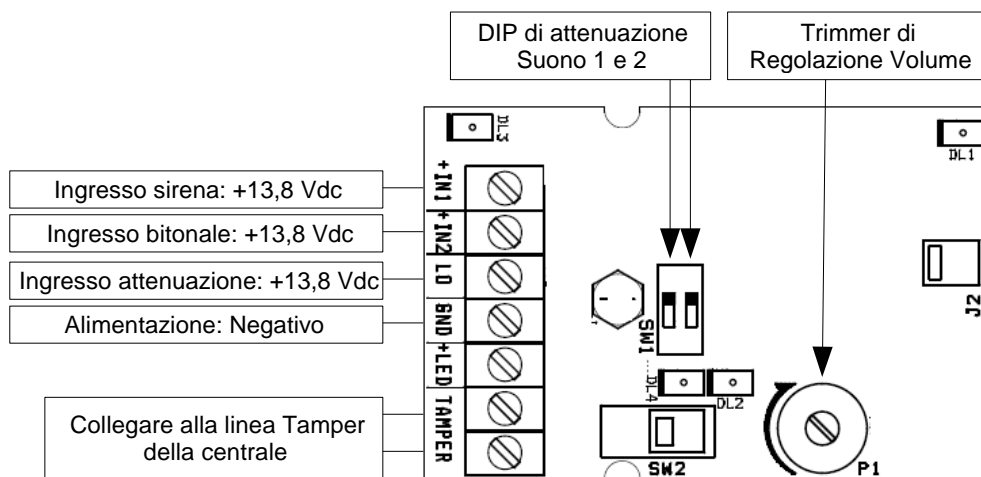 DIP di attenuazione
Suono 1 e 2
Trimmer di
Regolazione Volume
DL3
DL1
Ingresso sirena: +13,8 Vdc
+IN1
Ingresso bitonale: +13,8 Vdc
+IN2
Ingresso attenuazione: +13,8 Vdc
LO
J2
Alimentazione: Negativo
GND
SW1
+LED
DL4
DL2
Collegare alla linea Tamper
della centrale
TAMPER
SW2
P1